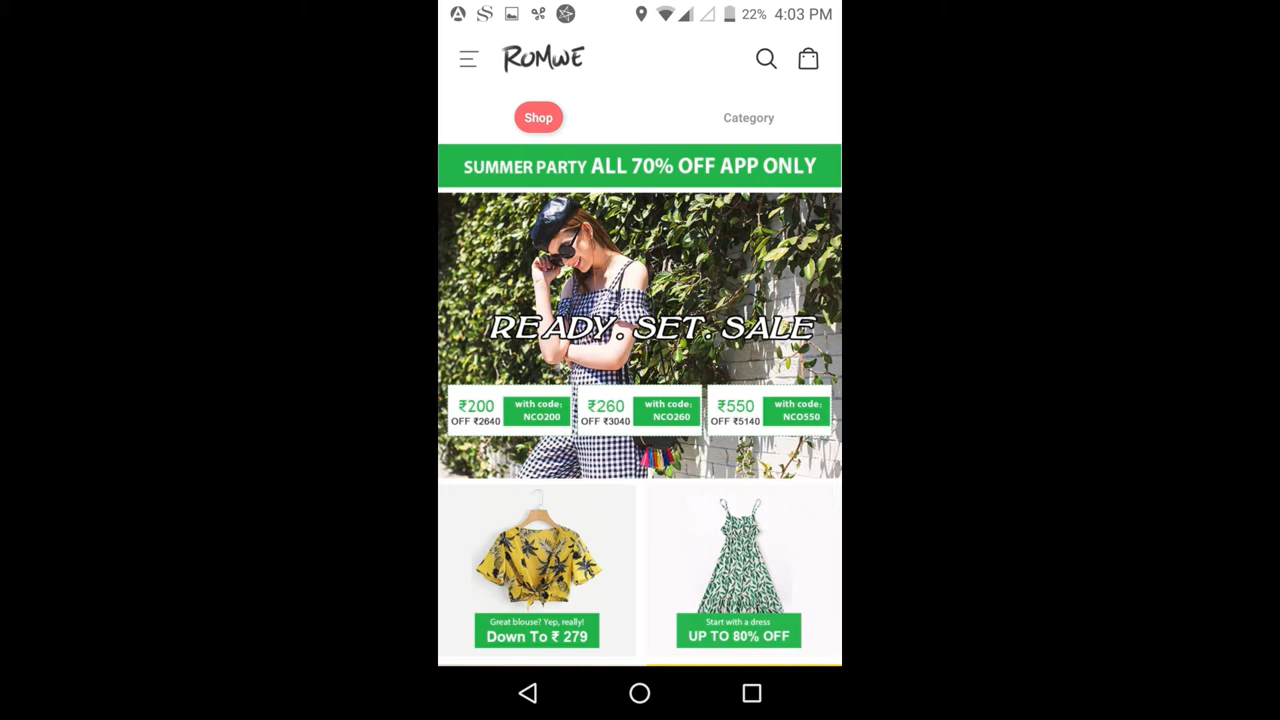 22% 4:03 PM
ROMWE
Shop
Category
SUMMER PARTY ALL 70% OFF APP ONLY
READY. SET. SALE
₹200
OFF ₹2640
with code:
NCO200
₹260
OFF ₹3040
with code:
NCO260
₹550
OFF ₹5140
with code:
NCO550
Great blouse? Yep, really!
Down To ₹ 279
Start with a dress
UP TO 80% OFF